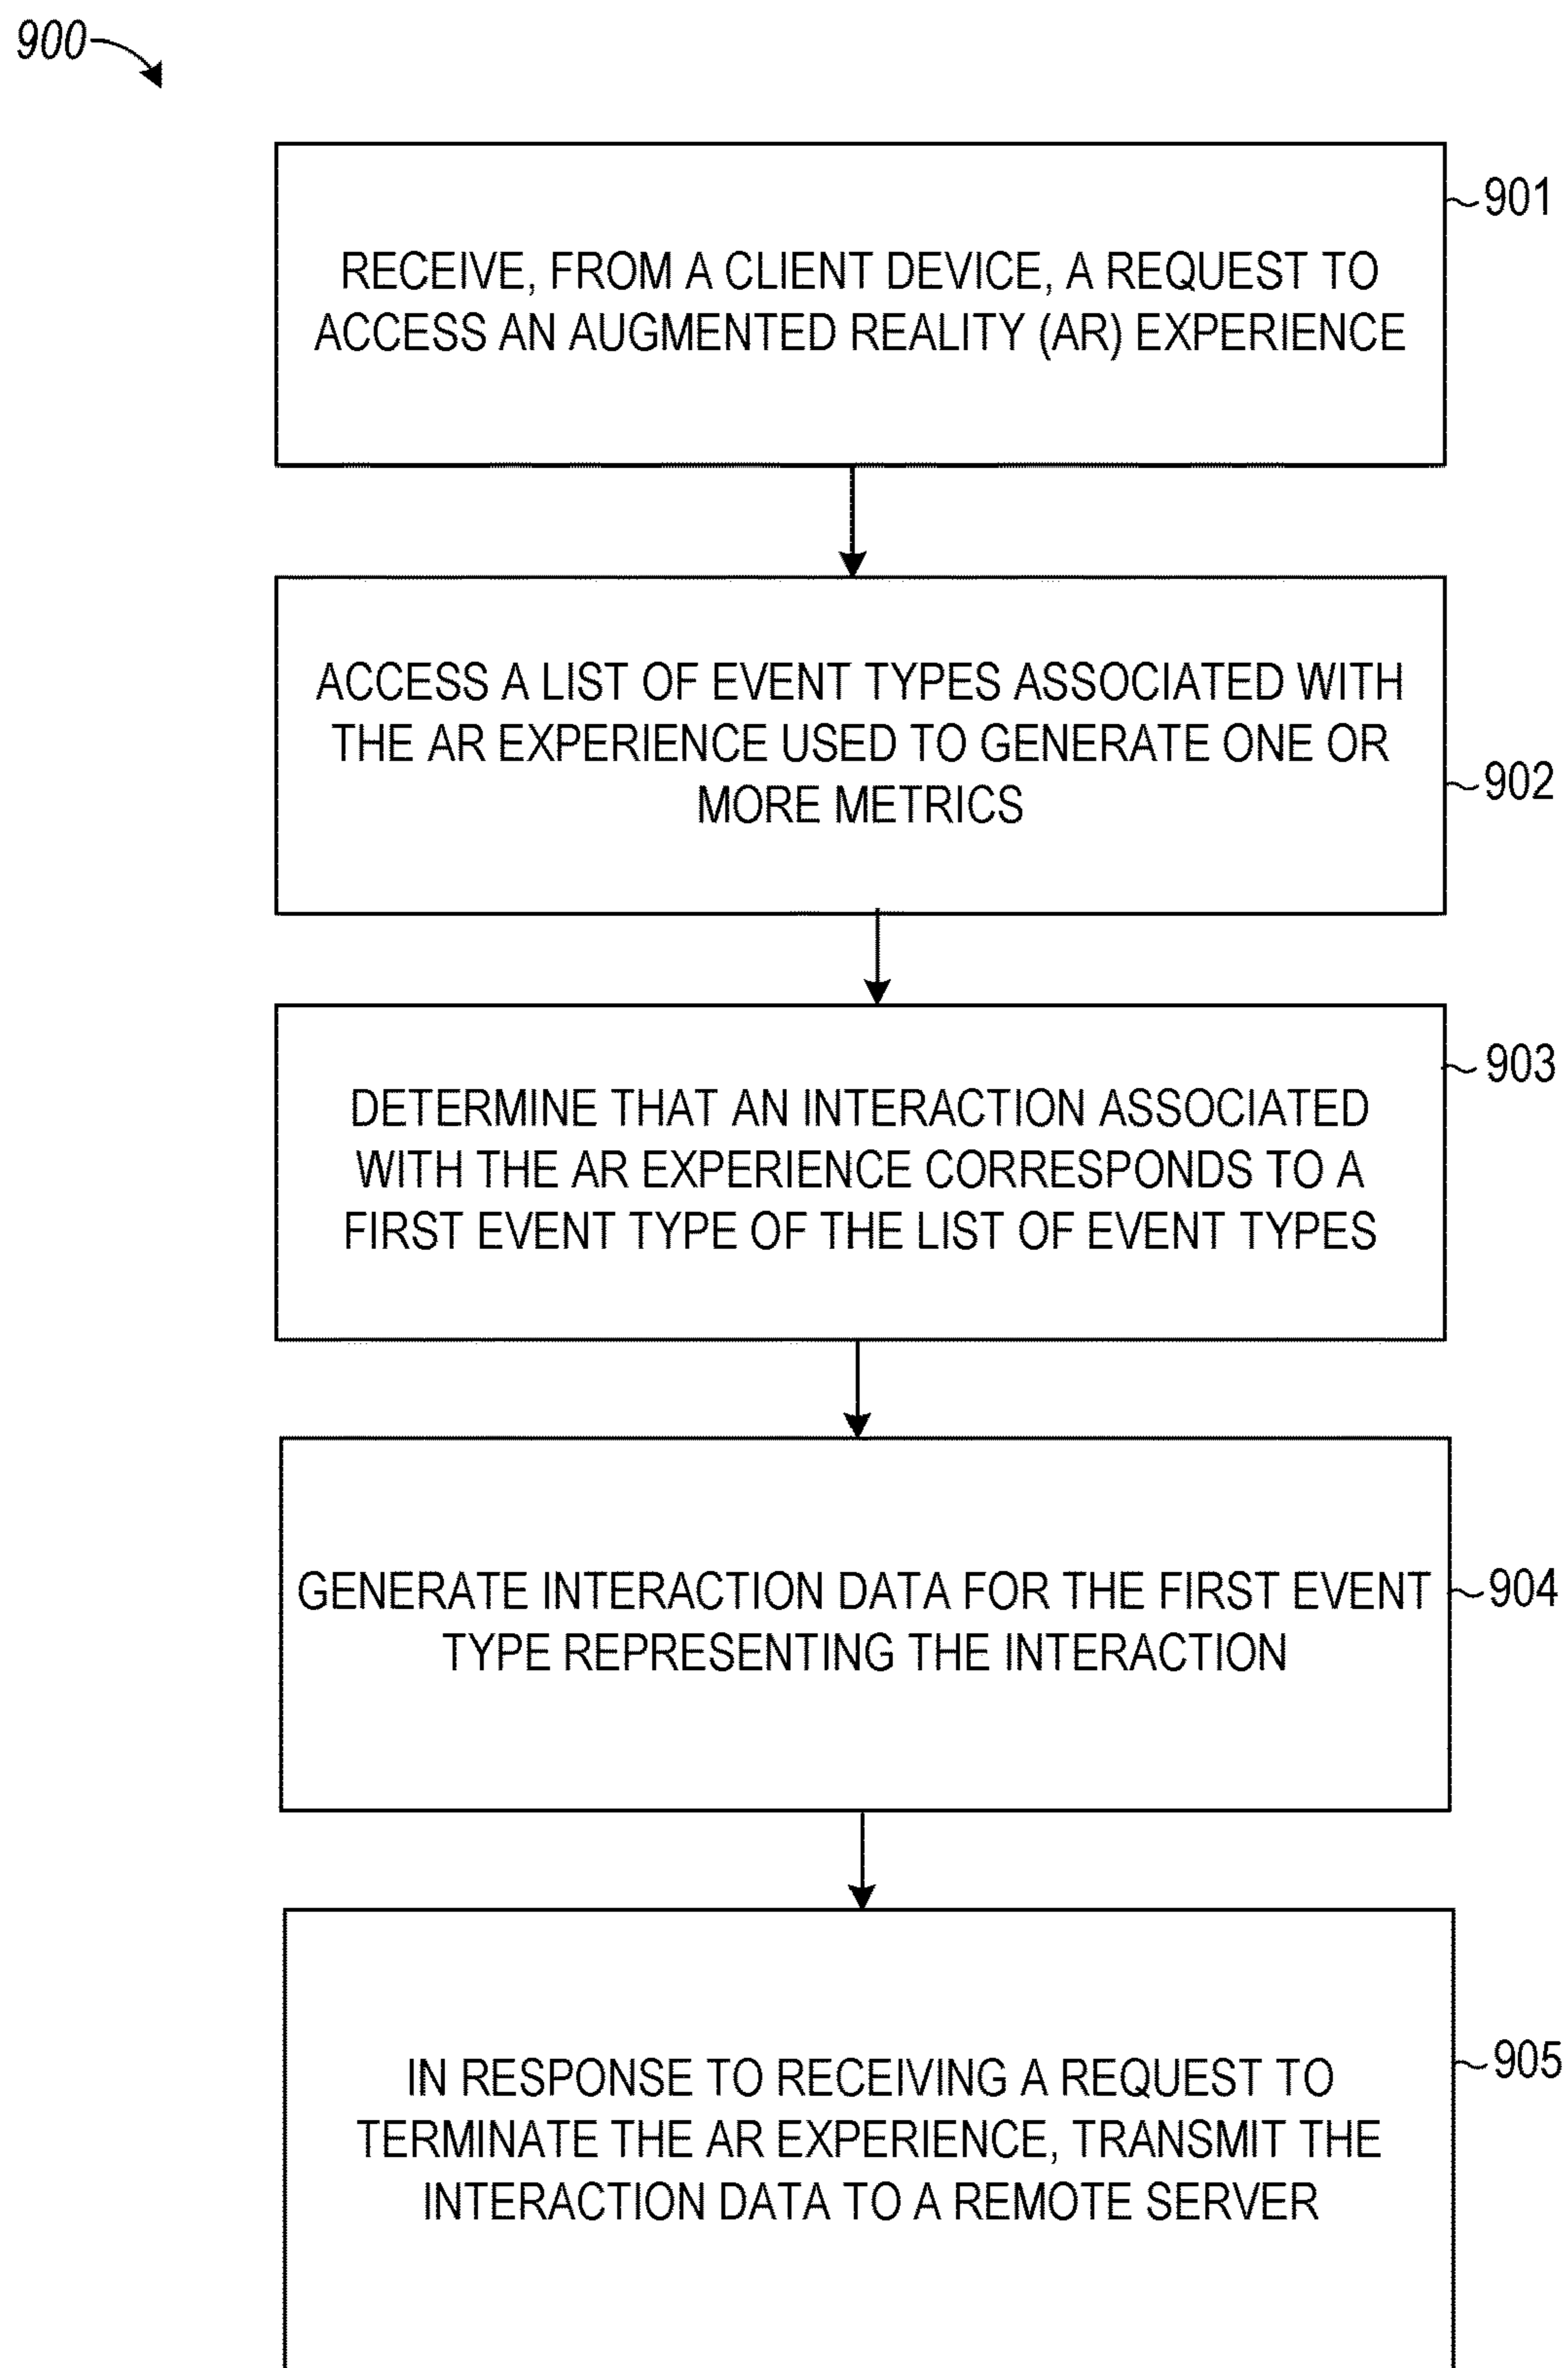 900
901
RECEIVE, FROM A CLIENT DEVICE, A REQUEST TO
ACCESS AN AUGMENTED REALITY (AR) EXPERIENCE
ACCESS A LIST OF EVENT TYPES ASSOCIATED WITH
THE AR EXPERIENCE USED TO GENERATE ONE OR
MORE METRICS
902
903
DETERMINE THAT AN INTERACTION ASSOCIATED
WITH THE AR EXPERIENCE CORRESPONDS TO A
FIRST EVENT TYPE OF THE LIST OF EVENT TYPES
GENERATE INTERACTION DATA FOR THE FIRST EVENT
TYPE REPRESENTING THE INTERACTION
904
905
IN RESPONSE TO RECEIVING A REQUEST TO
TERMINATE THE AR EXPERIENCE, TRANSMIT THE
INTERACTION DATA TO A REMOTE SERVER